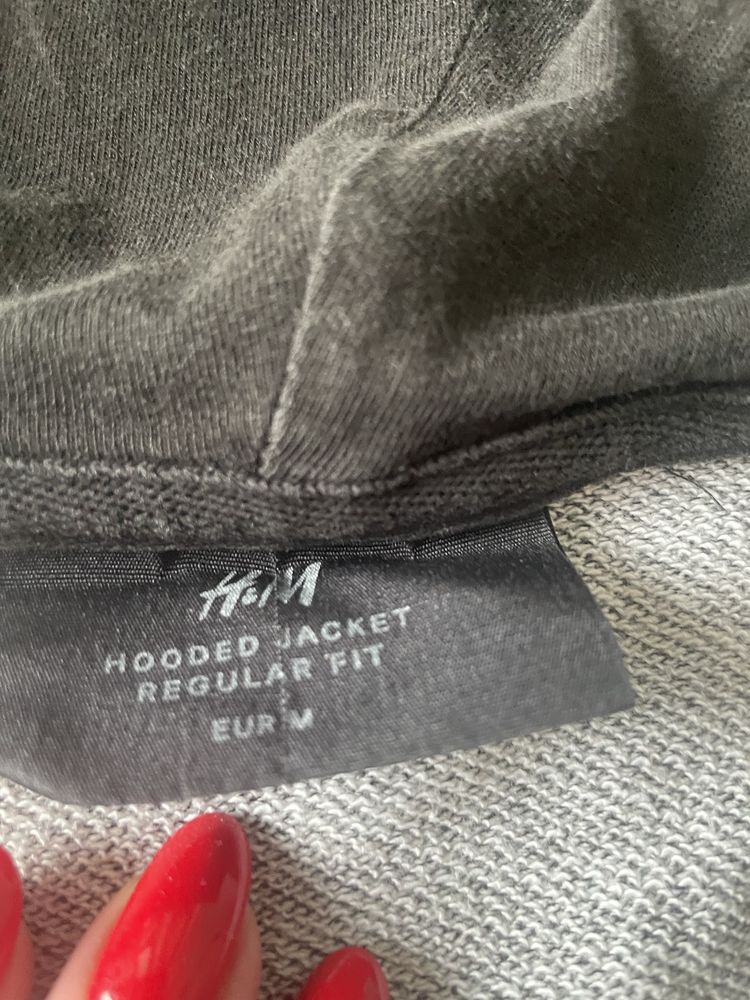 H&M
HOODED JACKET
REGULAR FIT
EUR M